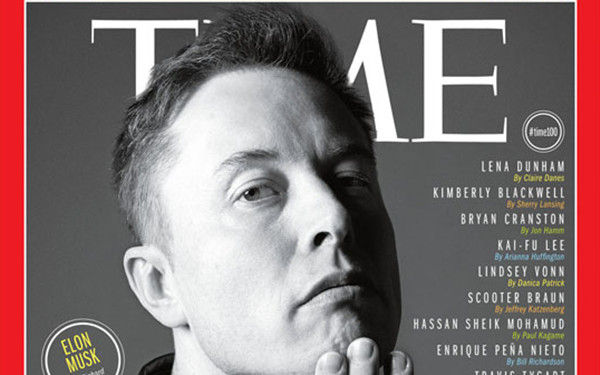 TIME
#time100
LENA DUNHAM
By Claire Danes
KIMBERLY BLACKWELL
By Sherry Lansing
BRYAN CRANSTON
By Jon Hamm
KAI-FU LEE
By Arianna Huffington
LINDSEY VONN
By Danica Patrick
SCOOTER BRAUN
By Jeffrey Katzenberg
HASSAN SHEIK MOHAMUD
By Paul Kagame
ENRIQUE PEÑA NIETO
By Bill Richardson
ELON
MUSK